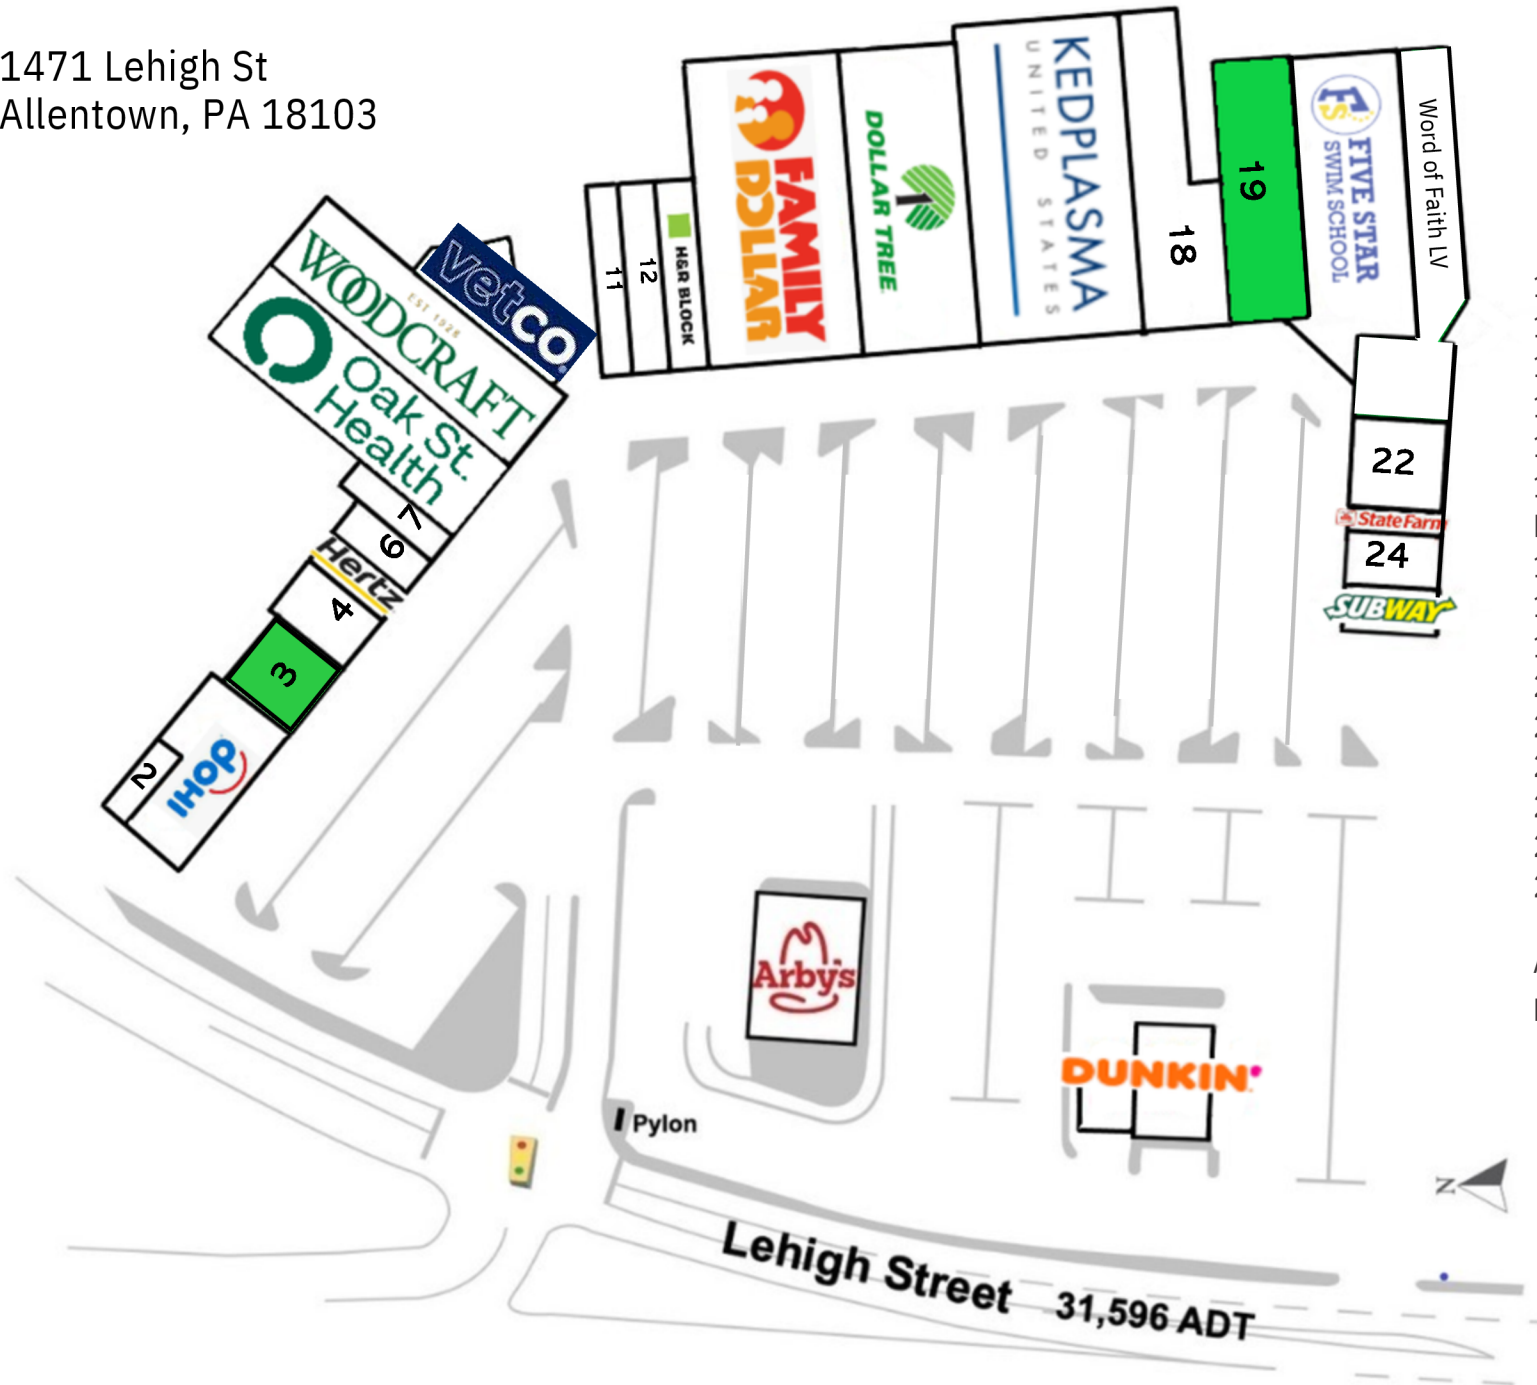 1471 Lehigh St
Allentown, PA 18103
WOODCRAFT
EST 1928
Vetco
Oak St.
Health
7
6
Hertz
4
3
IHOP
2
11
12
H&R BLOCK
FAMILY
DOLLAR
DOLLAR TREE
KEDPLASMA
UNITED STATES
18
19
FS
FIVE STAR
SWIM SCHOOL
Word of Faith LV
22
State Farm
24
SUBWAY
Arby's
DUNKIN'
Pylon
N
Lehigh Street 31,596 ADT